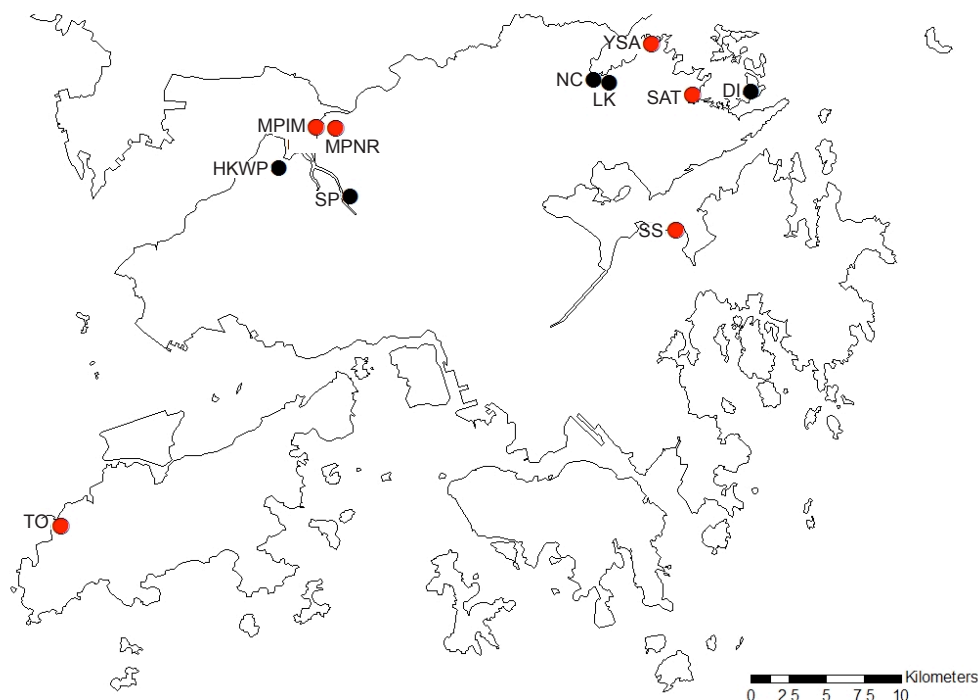 YSA
NC
LK
SAT
DI
MPIM
MPNR
HKWP
SP
SS
TO
Kilometers
0 2.5 5 7.5 10